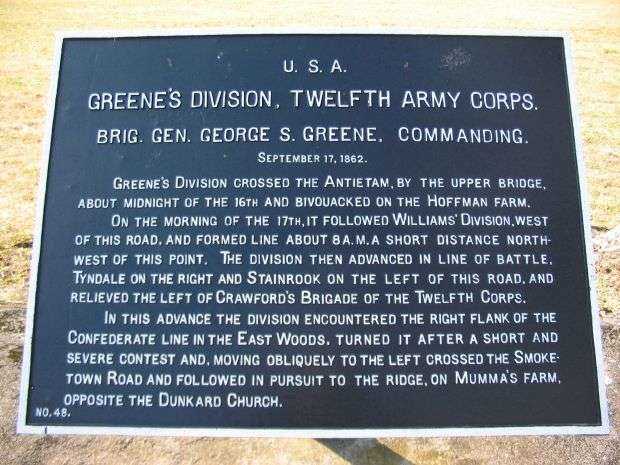 U. S. A.
GREENE'S DIVISION, TWELFTH ARMY CORPS.
BRIG. GEN. GEORGE S. GREENE, COMMANDING.
SEPTEMBER 17, 1862.
GREENE'S DIVISION CROSSED THE ANTIETAM, BY THE UPPER BRIDGE,
ABOUT MIDNIGHT OF THE 16TH AND BIVOUACKED ON THE HOFFMAN FARM.
ON THE MORNING OF THE 17TH, IT FOLLOWED WILLIAMS' DIVISION, WEST
OF THIS ROAD, AND FORMED LINE ABOUT 8 A.M. A SHORT DISTANCE NORTH-
WEST OF THIS POINT. THE DIVISION THEN ADVANCED IN LINE OF BATTLE,
TYNDALE ON THE RIGHT AND STAINROOK ON THE LEFT OF THIS ROAD, AND
RELIEVED THE LEFT OF CRAWFORD'S BRIGADE OF THE TWELFTH CORPS.
IN THIS ADVANCE THE DIVISION ENCOUNTERED THE RIGHT FLANK OF THE
CONFEDERATE LINE IN THE EAST WOODS, TURNED IT AFTER A SHORT AND
SEVERE CONTEST AND, MOVING OBLIQUELY TO THE LEFT CROSSED THE SMOKE-
TOWN ROAD AND FOLLOWED IN PURSUIT TO THE RIDGE, ON MUMMA'S FARM,
OPPOSITE THE DUNKARD CHURCH.
NO. 48.